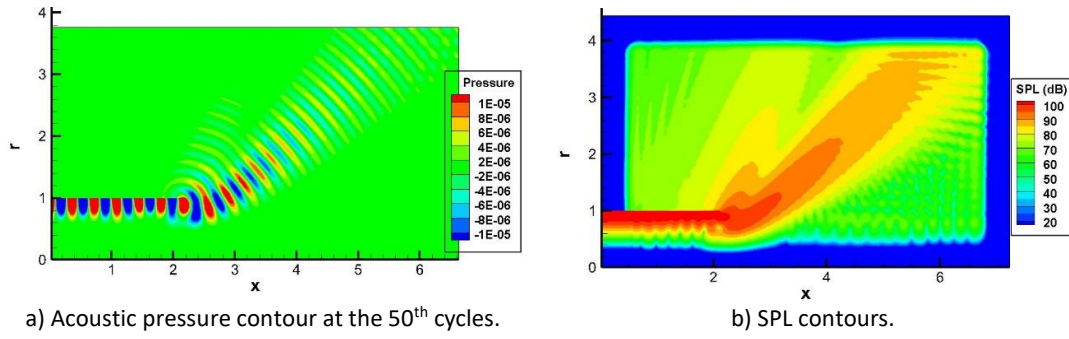 4
3
2
1
0
r
1
2
3
4
5
6
x
Pressure
1E-05
8E-06
6E-06
4E-06
2E-06
-2E-06
-4E-06
-6E-06
-8E-06
-1E-05
a) Acoustic pressure contour at the 50th cycles.
4
3
2
1
0
r
2
4
6
x
SPL (dB)
100
90
80
70
60
50
40
30
20
b) SPL contours.